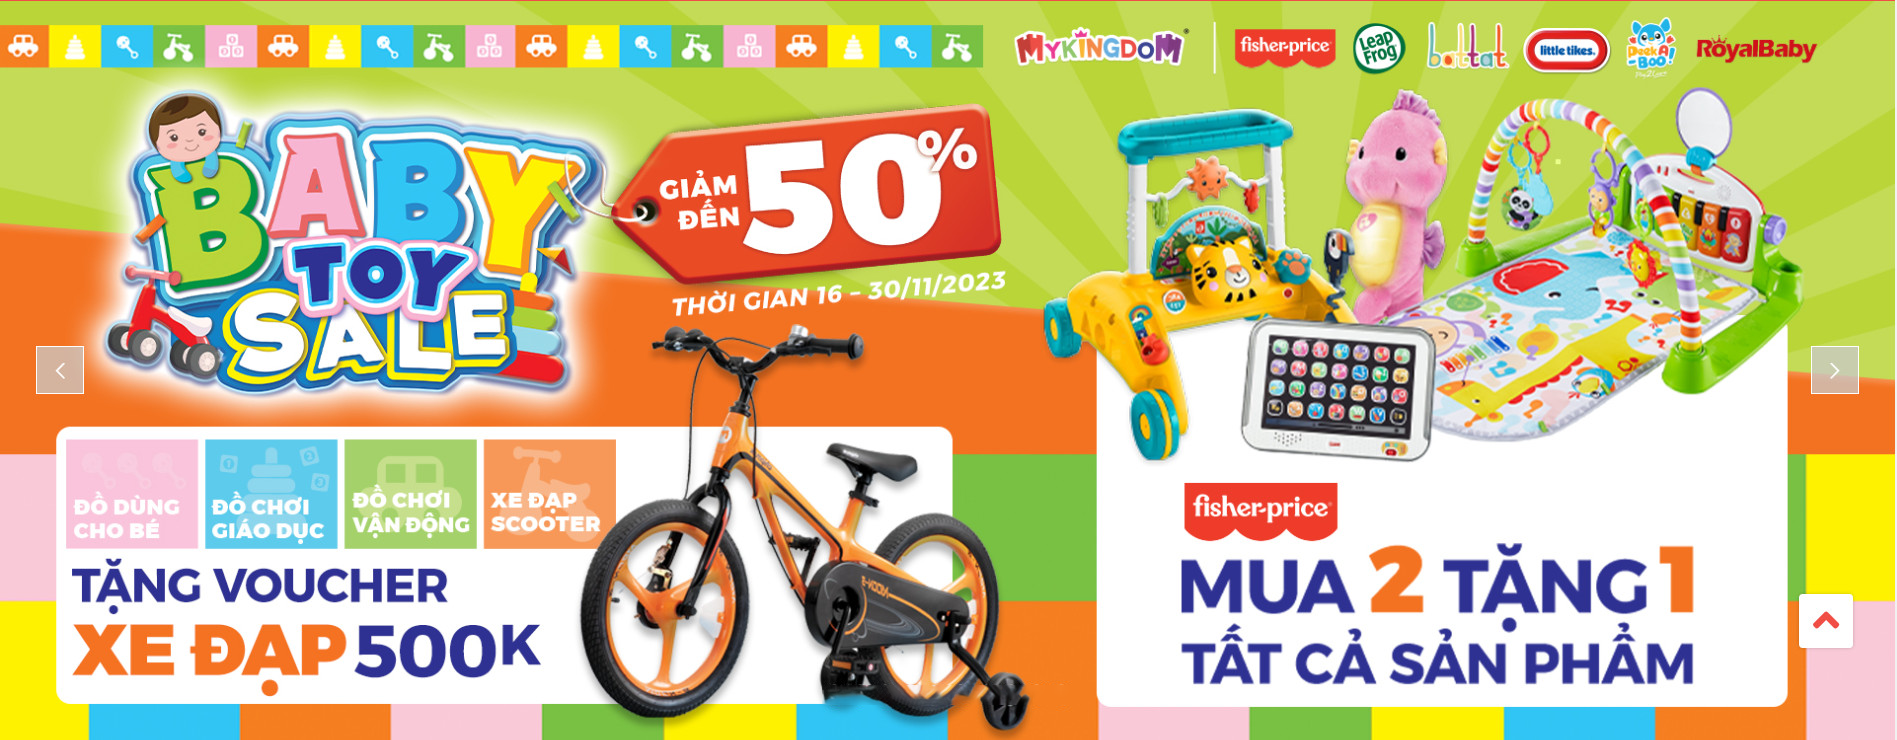 MYKINGDOM
fisher-price
Leap
Frog
battat
little tikes.
Peek A!
BOO
RoyalBaby
BABY
TOY
SALE
GIẢM
ĐẾN
50%
THỜI GIAN 16 - 30/11/2023
ĐỒ DÙNG
CHO BÉ
ĐỒ CHƠI
GIÁO DỤC
ĐỒ CHƠI
VẬN ĐỘNG
XE ĐẠP
SCOOTER
TẶNG VOUCHER
XE ĐẠP 500K
fisher-price
MUA 2 TẶNG 1
TẤT CẢ SẢN PHẨM